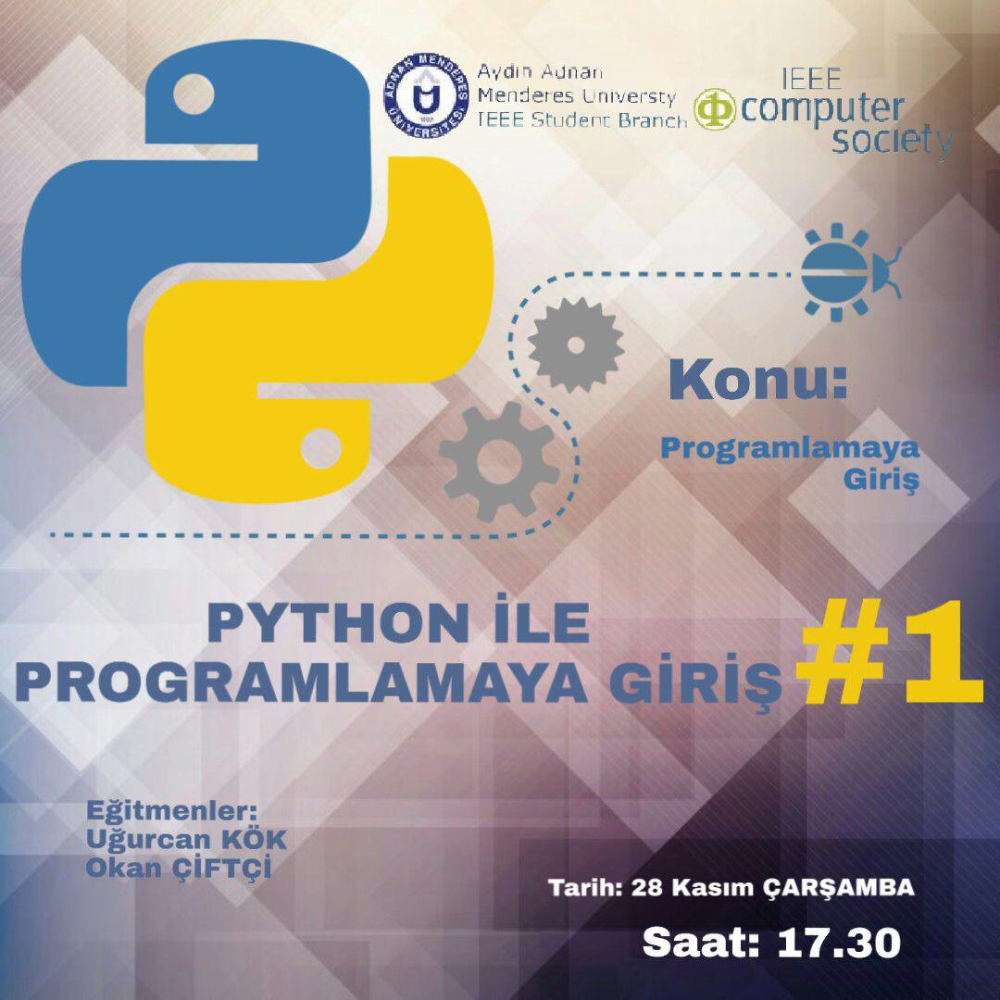 ADNAN MENDERES
ÜNİVERSİTESİ
1992
Aydın Adnan
Menderes Universty
IEEE Student Branch
IEEE
computer
society
Konu:
Programlamaya
Giriş
PYTHON İLE
PROGRAMLAMAYA GİRİŞ #1
Eğitmenler:
Uğurcan KÖK
Okan ÇİFTÇİ
Tarih: 28 Kasım ÇARŞAMBA
Saat: 17.30